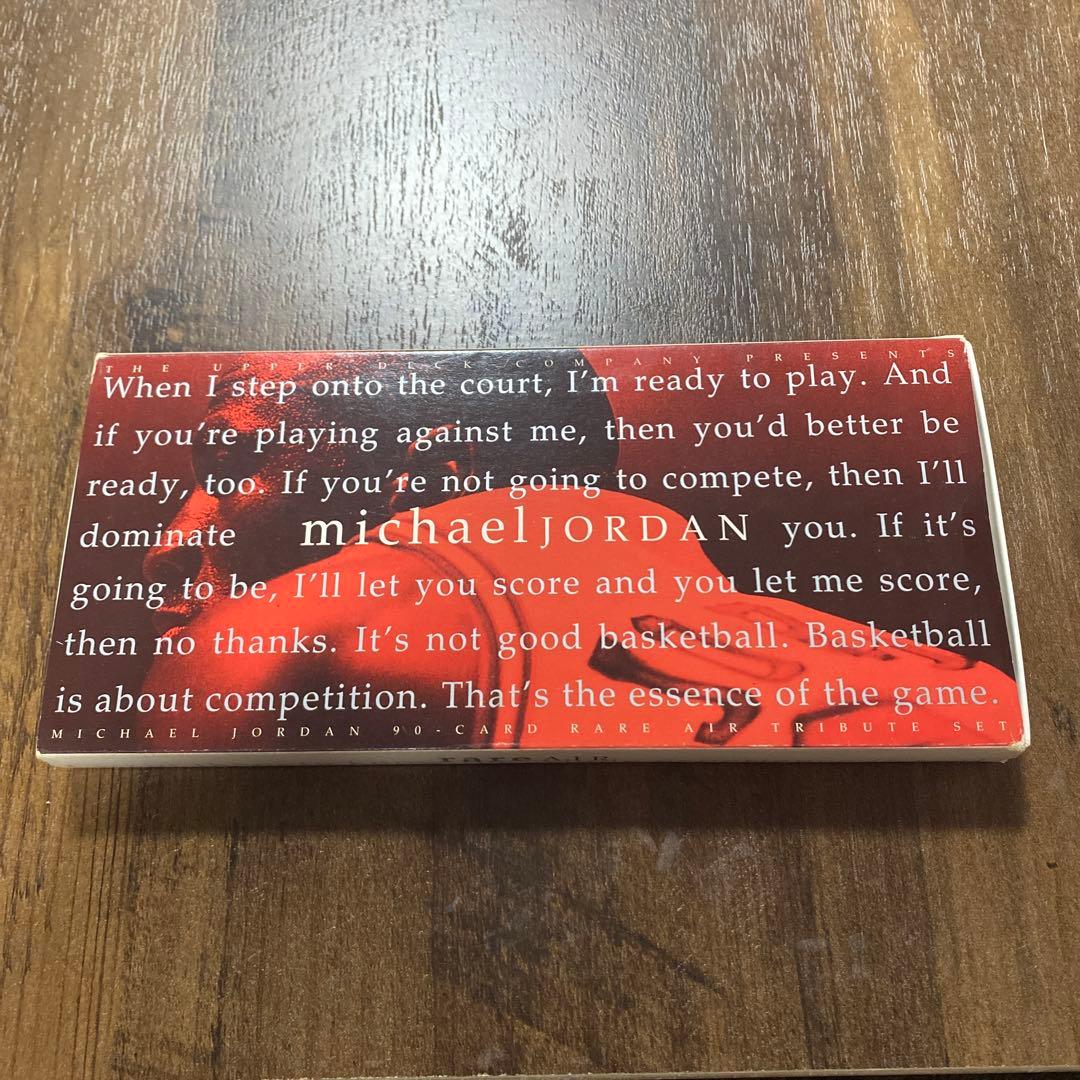 THE UPPER DECK COMPANY PRESENTS
When I step onto the court, I'm ready to play. And
if you're playing against me, then you'd better be
ready, too. If you're not going to compete, then I'll
dominate michaelJORDAN you. If it's
going to be, I'll let you score and you let me score,
then no thanks. It's not good basketball. Basketball
is about competition. That's the essence of the game.
MICHAEL JORDAN 90-CARD RARE AIR TRIBUTE SET
rare AIR